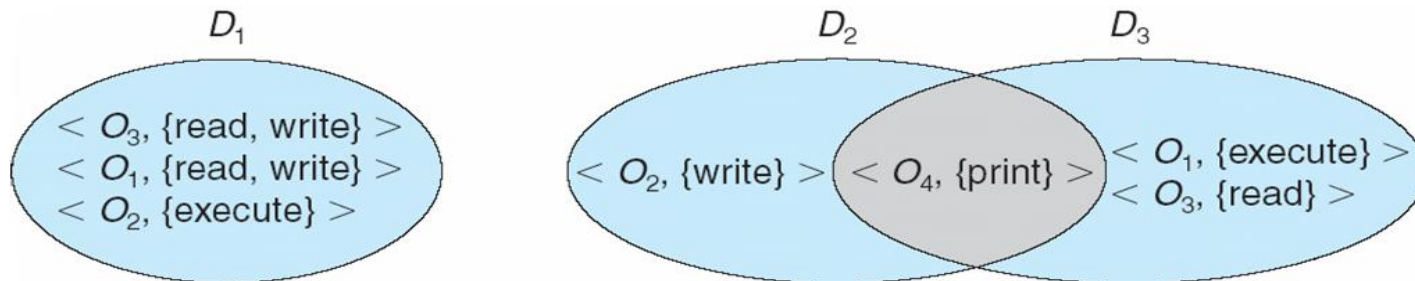 D₁
< O₃, {read, write} >
< O₁, {read, write} >
< O₂, {execute} >
D₂
D₃
< O₂, {write} >
< O₄, {print} >
< O₁, {execute} >
< O₃, {read} >